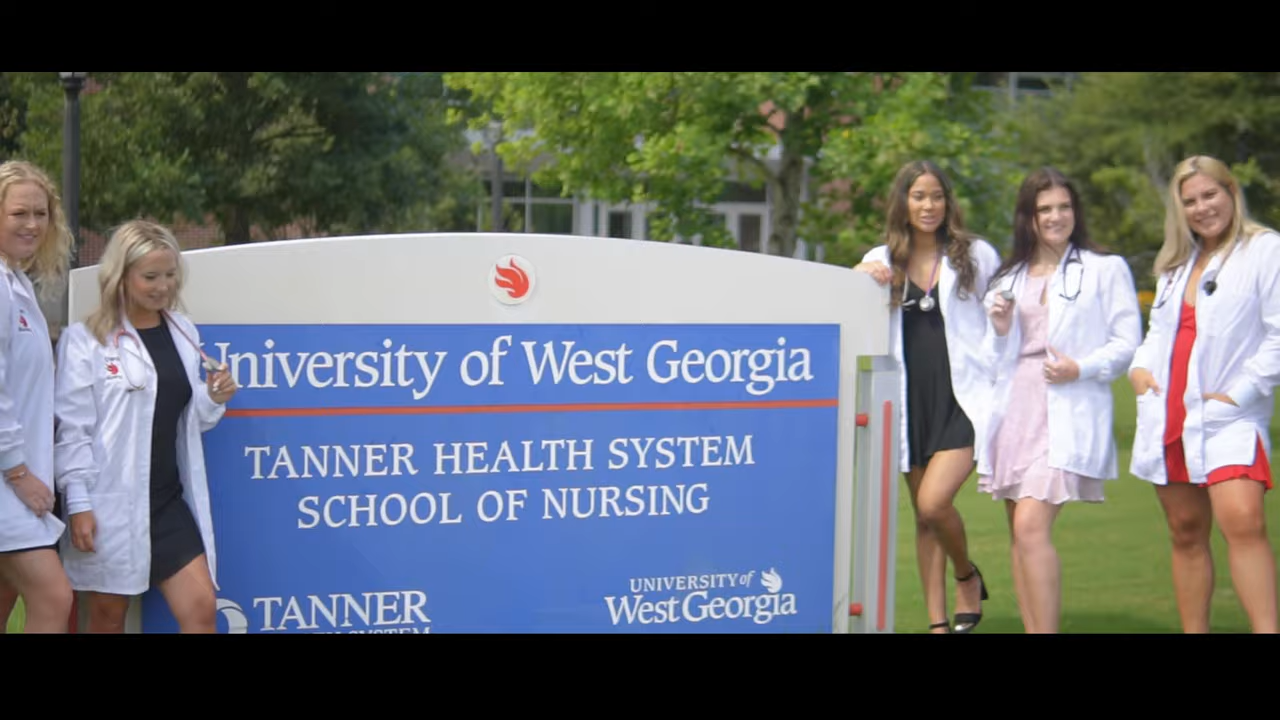 University of West Georgia
TANNER HEALTH SYSTEM
SCHOOL OF NURSING
TANNER
UNIVERSITY of
West Georgia